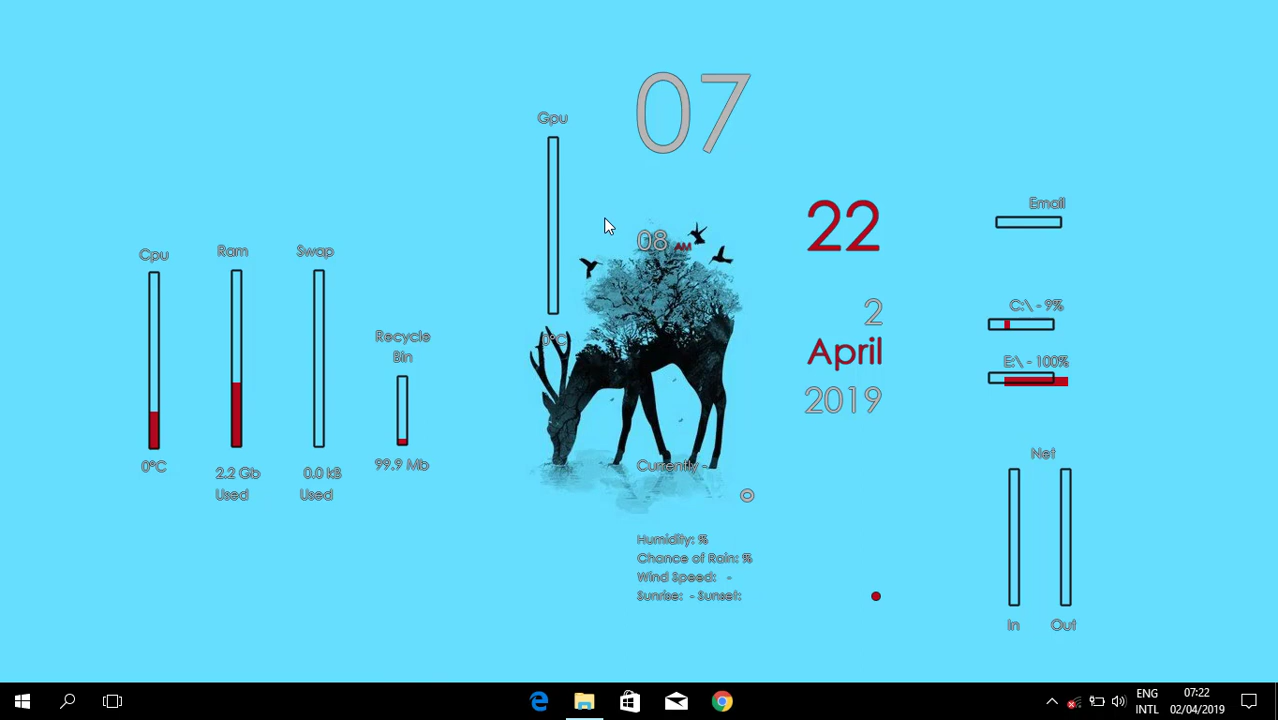 07
Gpu
22
08 AM
Email
Cpu
Ram
Swap
0°C
Recycle
Bin
2
April
2019
C:\ - 9%
E:\ - 100%
0°C
2.2 Gb
Used
0.0 kB
Used
99.9 Mb
Currently -
Net
Humidity: %
Chance of Rain: %
Wind Speed: -
Sunrise: - Sunset:
In
Out
ENG
INTL
07:22
02/04/2019